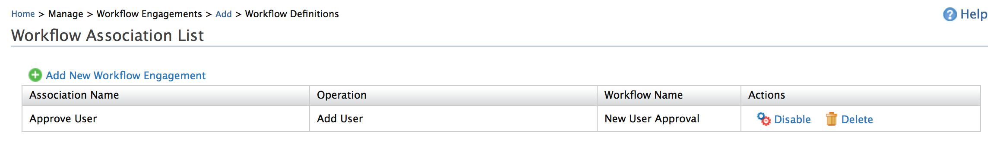 Home > Manage > Workflow Engagements > Add > Workflow Definitions
Help
Workflow Association List
Add New Workflow Engagement
Association Name Operation Workflow Name Actions
Approve User Add User New User Approval Disable Delete